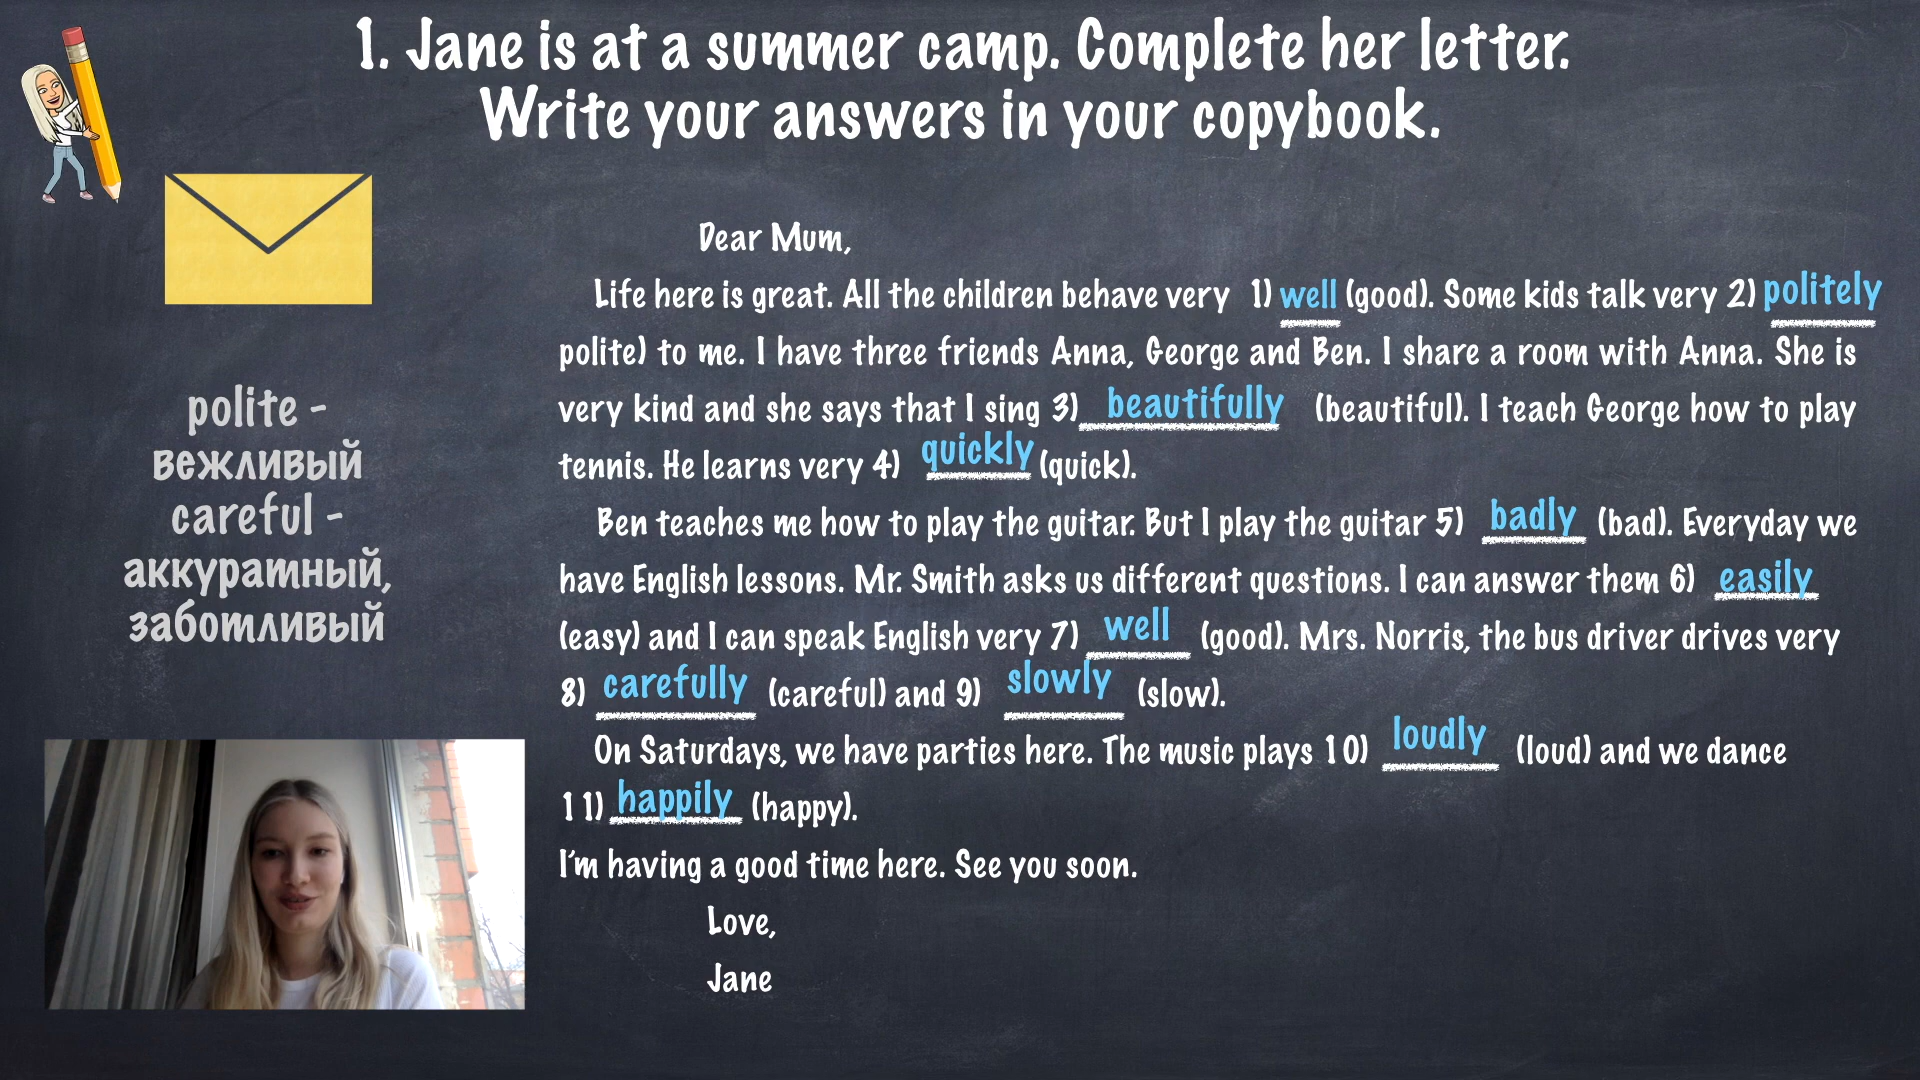 1. Jane is at a summer camp. Complete her letter.
Write your answers in your copybook.
polite -
вежливый
careful -
аккуратный,
заботливый
Dear Mum,
Life here is great. All the children behave very 1) well (good). Some kids talk very 2) politely
polite) to me. I have three friends Anna, George and Ben. I share a room with Anna. She is
very kind and she says that I sing 3) beautifully (beautiful). I teach George how to play
tennis. He learns very 4) quickly (quick).
Ben teaches me how to play the guitar. But I play the guitar 5) badly (bad). Everyday we
have English lessons. Mr. Smith asks us different questions. I can answer them 6) easily
(easy) and I can speak English very 7) well (good). Mrs. Norris, the bus driver drives very
8) carefully (careful) and 9) slowly (slow).
On Saturdays, we have parties here. The music plays 10) loudly (loud) and we dance
11) happily (happy).
I'm having a good time here. See you soon.
Love,
Jane